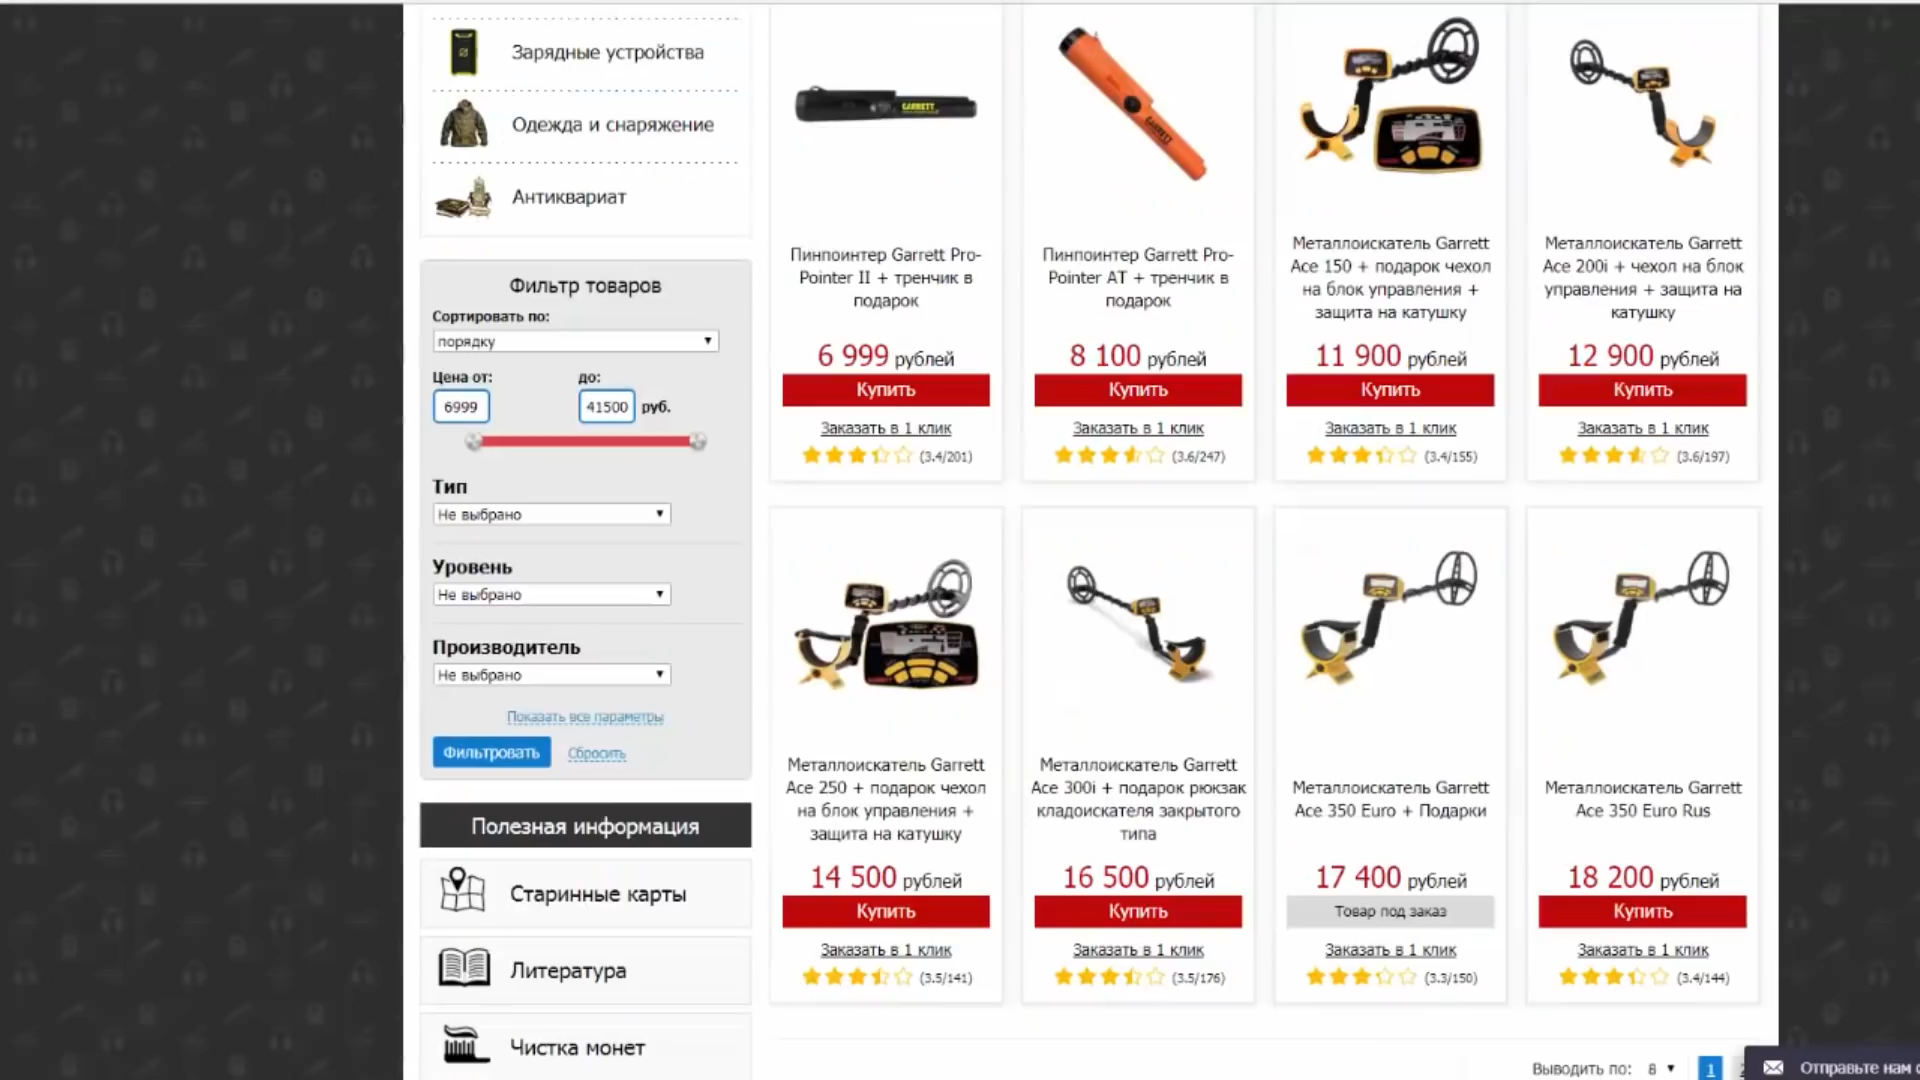 Зарядные устройства
Одежда и снаряжение
Антиквариат
Фильтр товаров
Сортировать по:
порядку
Цена от:
до:
6999
41500 руб.
Тип
Не выбрано
Уровень
Не выбрано
Производитель
Не выбрано
Показать все параметры
Фильтровать
Сбросить
Полезная информация
Старинные карты
Литература
Чистка монет
GARRETT
Пинпоинтер Garrett Pro-
Pointer II + тренчик в
подарок
6 999 рублей
Купить
Заказать в 1 клик
(3.4/201)
GARRETT
Пинпоинтер Garrett Pro-
Pointer AT + тренчик в
подарок
8 100 рублей
Купить
Заказать в 1 клик
(3.6/247)
Металлоискатель Garrett
Ace 150 + подарок чехол
на блок управления +
защита на катушку
11 900 рублей
Купить
Заказать в 1 клик
(3.4/155)
Металлоискатель Garrett
Ace 200i + чехол на блок
управления + защита на
катушку
12 900 рублей
Купить
Заказать в 1 клик
(3.6/197)
Металлоискатель Garrett
Ace 250 + подарок чехол
на блок управления +
защита на катушку
14 500 рублей
Купить
Заказать в 1 клик
(3.5/141)
Металлоискатель Garrett
Ace 300i + подарок рюкзак
кладоискателя закрытого
типа
16 500 рублей
Купить
Заказать в 1 клик
(3.5/176)
Металлоискатель Garrett
Ace 350 Euro + Подарки
17 400 рублей
Товар под заказ
Заказать в 1 клик
(3.3/150)
Металлоискатель Garrett
Ace 350 Euro Rus
18 200 рублей
Купить
Заказать в 1 клик
(3.4/144)
Выводить по: 8
1
Отправьте нам